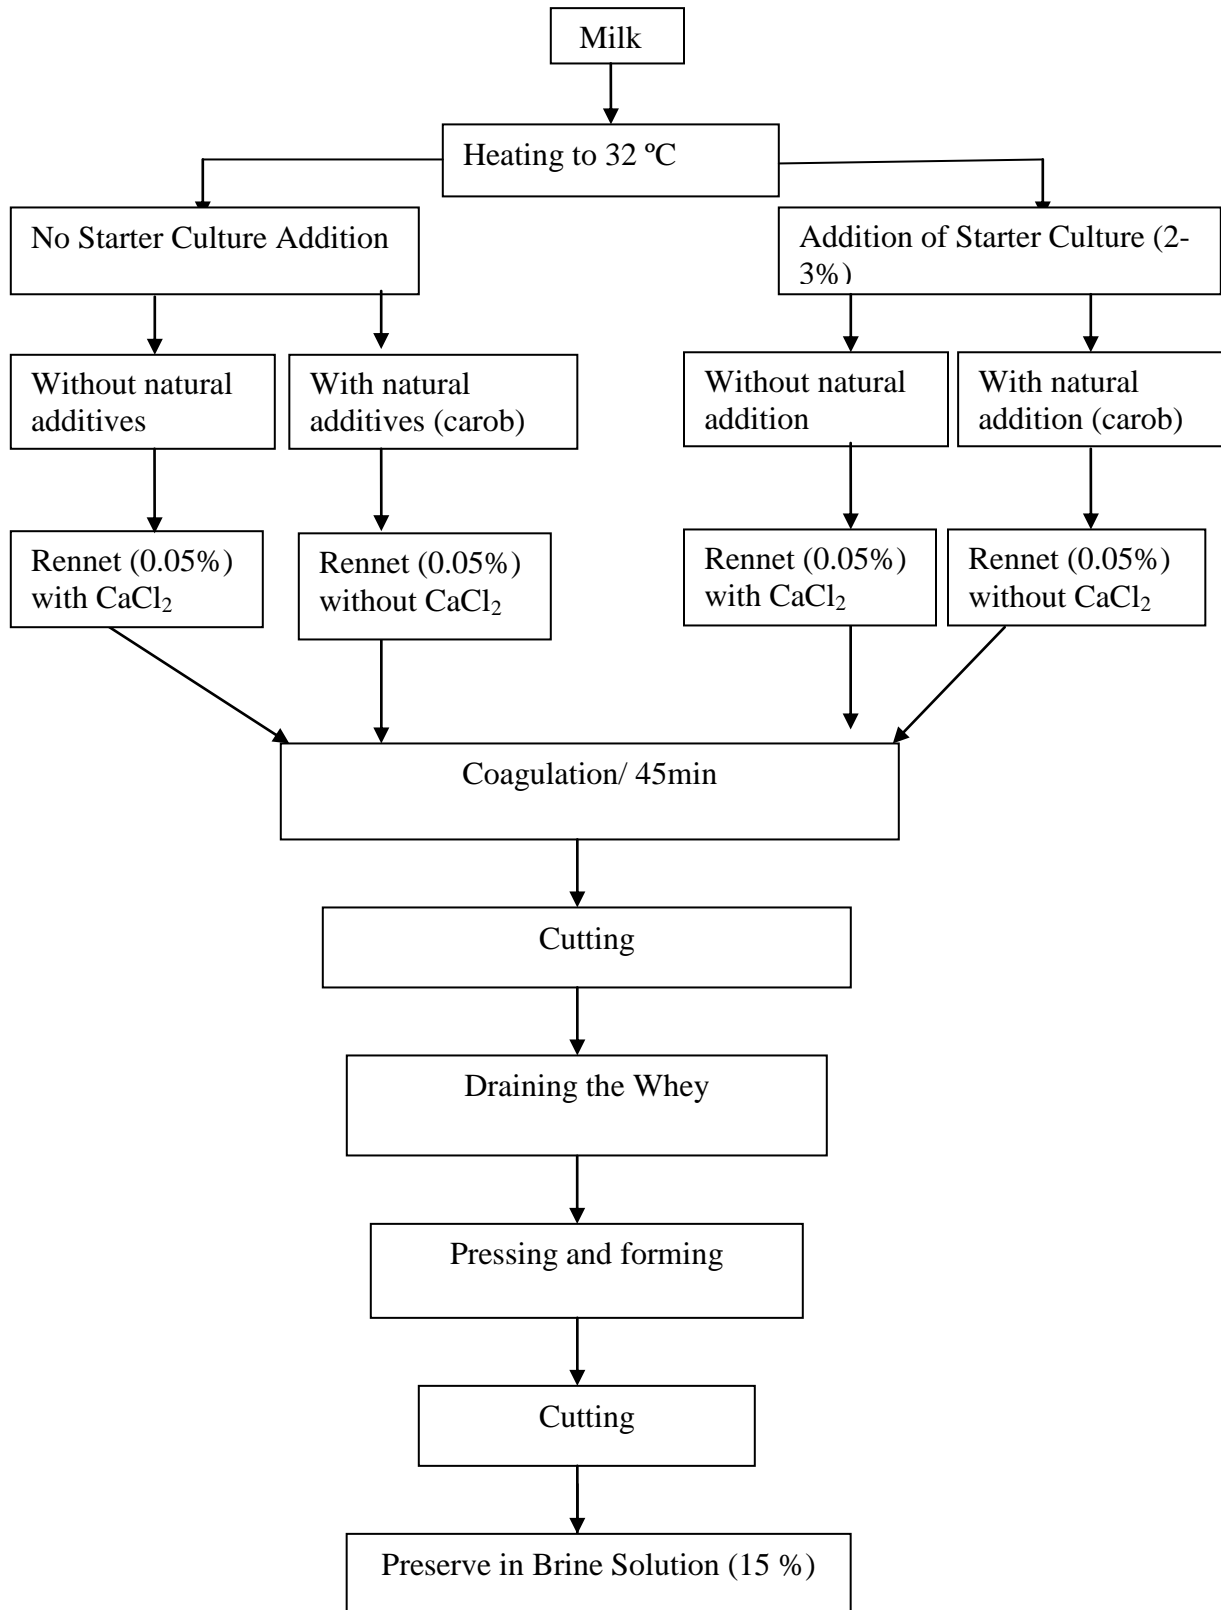 Milk
Heating to 32 ºC
No Starter Culture Addition
Addition of Starter Culture (2-
3%)
Without natural
additives
With natural
additives (carob)
Without natural
addition
With natural
addition (carob)
Rennet (0.05%)
with CaCl₂
Rennet (0.05%)
without CaCl₂
Rennet (0.05%)
with CaCl₂
Rennet (0.05%)
without CaCl₂
Coagulation/ 45min
Cutting
Draining the Whey
Pressing and forming
Cutting
Preserve in Brine Solution (15 %)